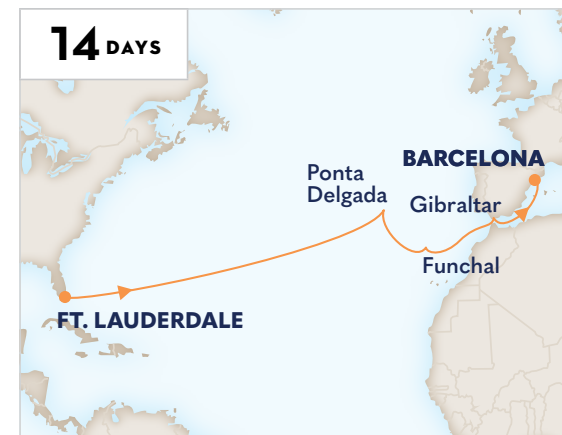 14 DAYS
BARCELONA
Ponta
Delgada
Gibraltar
Funchal
FT. LAUDERDALE